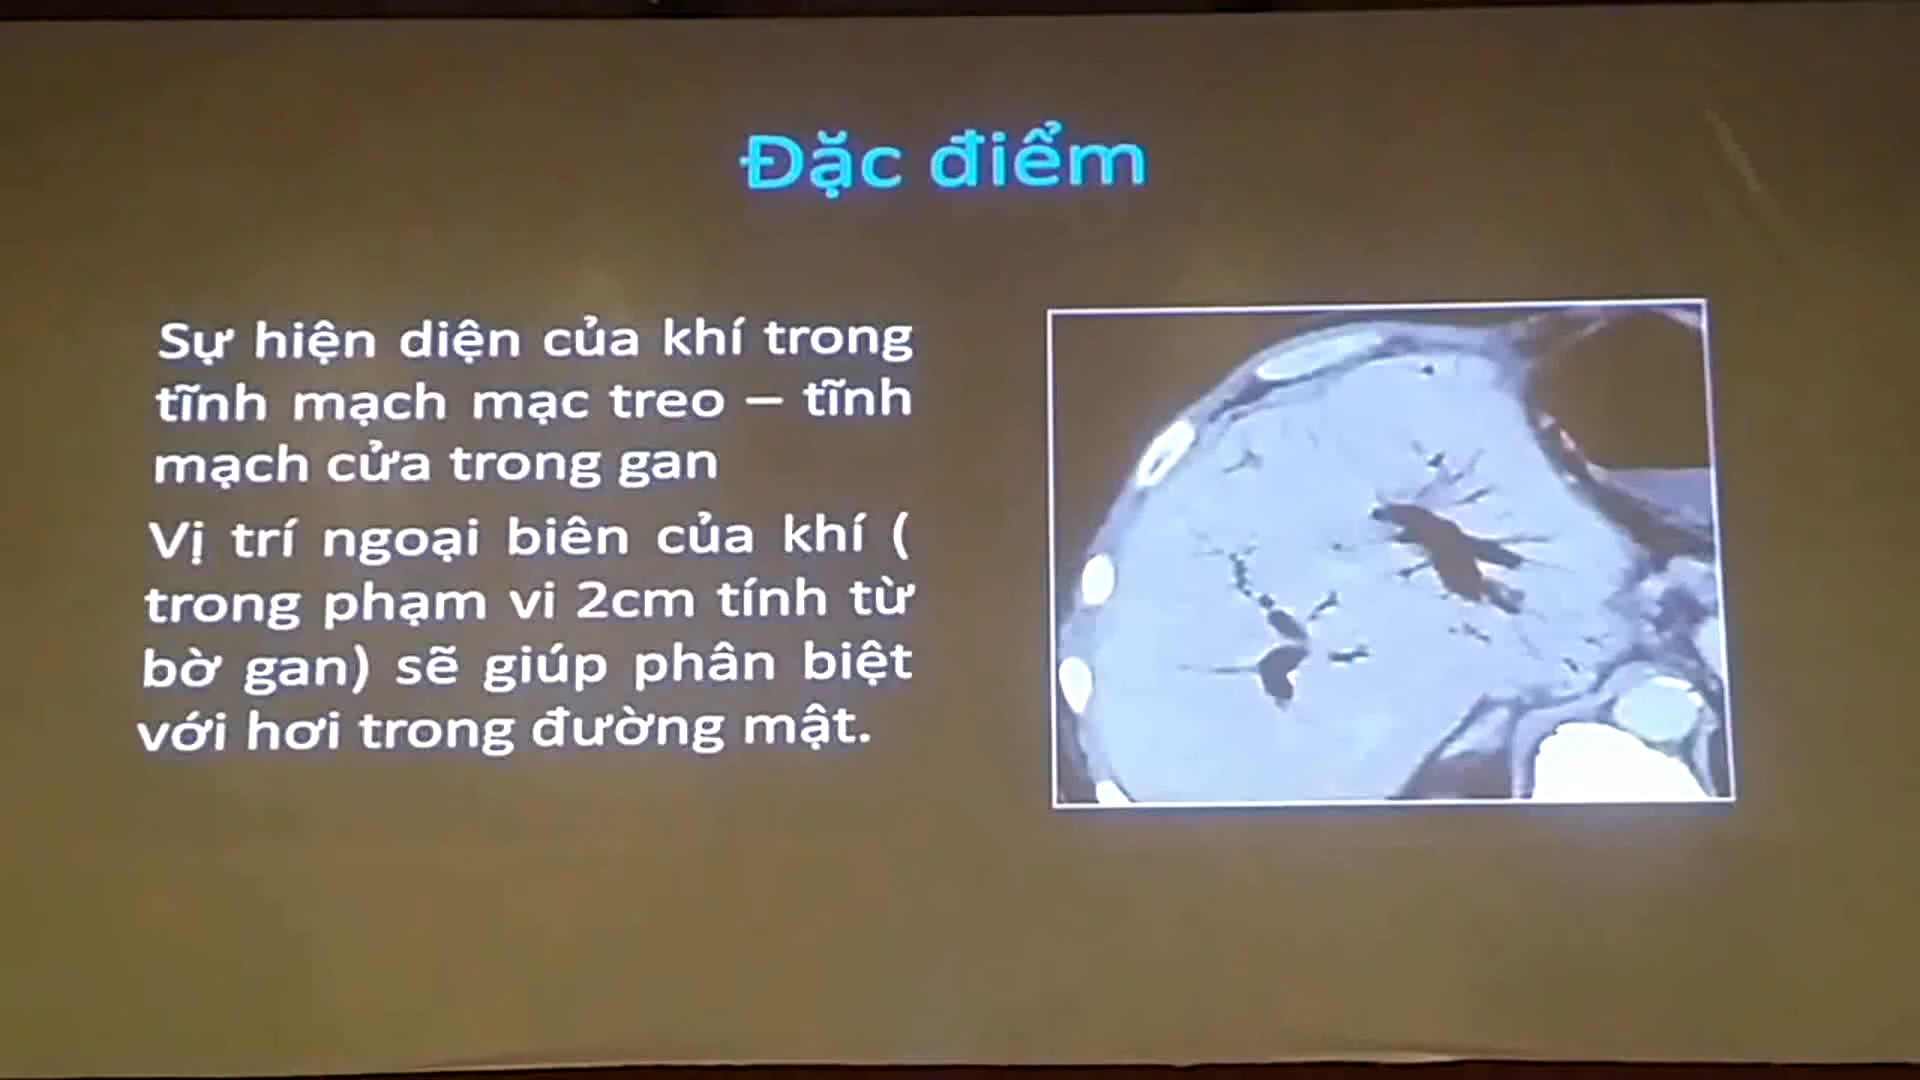 Đặc điểm
Sự hiện diện của khí trong
tĩnh mạch mạc treo – tĩnh
mạch cửa trong gan
Vị trí ngoại biên của khí (
trong phạm vi 2cm tính từ
bờ gan) sẽ giúp phân biệt
với hơi trong đường mật.